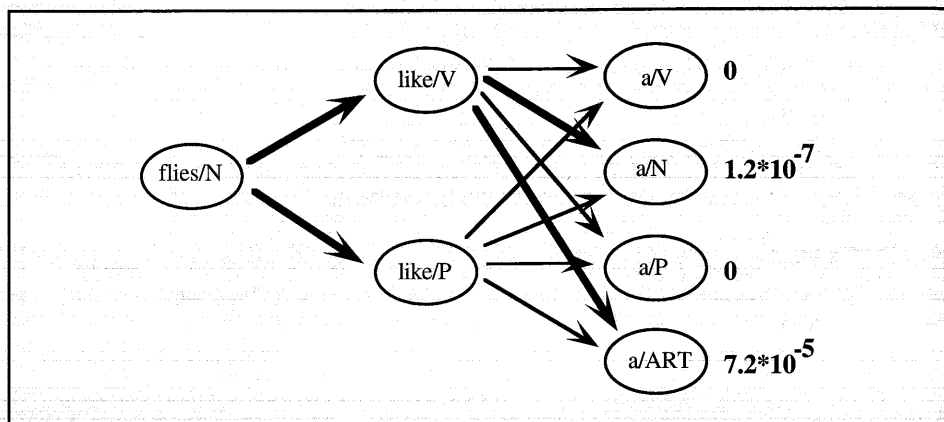 like/V
a/V 0
flies/N
a/N 1.2*10^-7
like/P
a/P 0
a/ART 7.2*10^-5